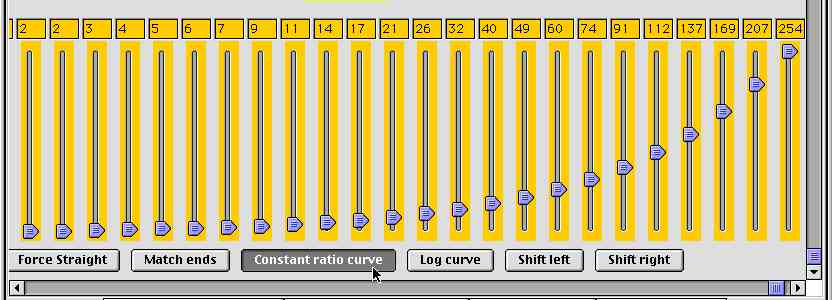 2 2 3 4 5 6 7 9 11 14 17 21 26 32 40 49 60 74 91 112 137 169 207 254
Force Straight Match ends Constant ratio curve Log curve Shift left Shift right